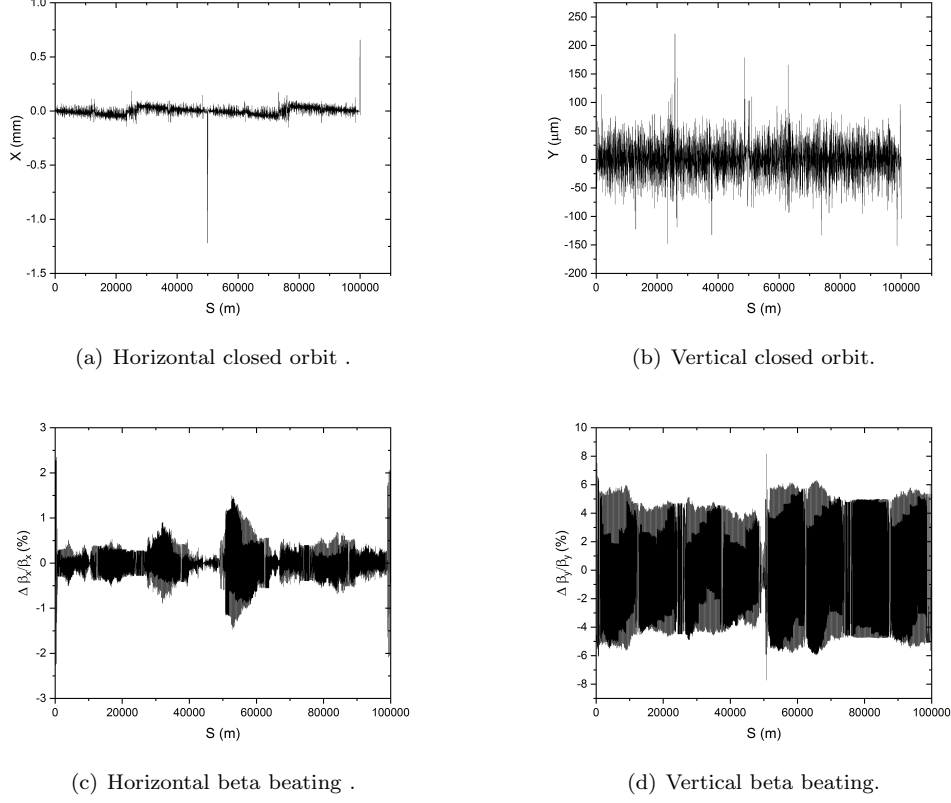 1.0
0.5
0.0
-0.5
-1.0
-1.5
X (mm)
0 20000 40000 60000 80000 100000
S (m)
(a) Horizontal closed orbit .
250
200
150
100
50
0
-50
-100
-150
-200
Y (μm)
0 20000 40000 60000 80000 100000
S (m)
(b) Vertical closed orbit.
3
2
1
0
-1
-2
-3
Δ βx/βx (%)
0 20000 40000 60000 80000 100000
S (m)
(c) Horizontal beta beating .
10
8
6
4
2
0
-2
-4
-6
-8
Δ βy/βy (%)
0 20000 40000 60000 80000 100000
S (m)
(d) Vertical beta beating.